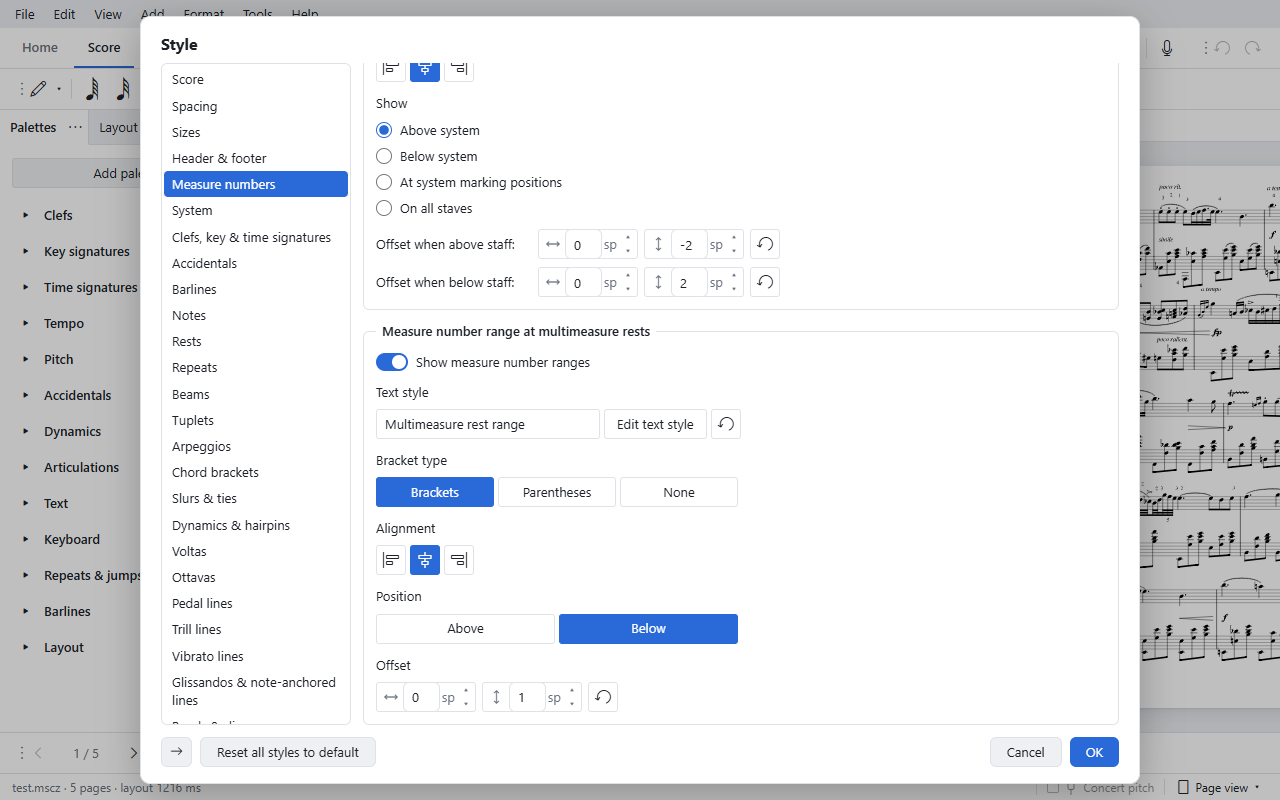 File Edit View Add Format Tools Help
Style
Home Score
Score
Spacing
Sizes
Header & footer
Measure numbers
System
Clefs, key & time signatures
Accidentals
Barlines
Notes
Rests
Repeats
Beams
Tuplets
Arpeggios
Chord brackets
Slurs & ties
Dynamics & hairpins
Voltas
Ottavas
Pedal lines
Trill lines
Vibrato lines
Glissandos & note-anchored
lines
Show
Above system
Below system
At system marking positions
On all staves
Offset when above staff: 0 sp -2 sp
Offset when below staff: 0 sp 2 sp
Measure number range at multimeasure rests
Show measure number ranges
Text style
Multimeasure rest range Edit text style
Bracket type
Brackets Parentheses None
Alignment
Position
Above Below
Offset
0 sp 1 sp
Reset all styles to default Cancel OK
Palettes ··· Layout
Add pale
Clefs
Key signatures
Time signatures
Tempo
Pitch
Accidentals
Dynamics
Articulations
Text
Keyboard
Repeats & jumps
Barlines
Layout
1 / 5
test.mscz · 5 pages · layout 1216 ms
Concert pitch Page view
poco rit.
a tempo
poco rallent.